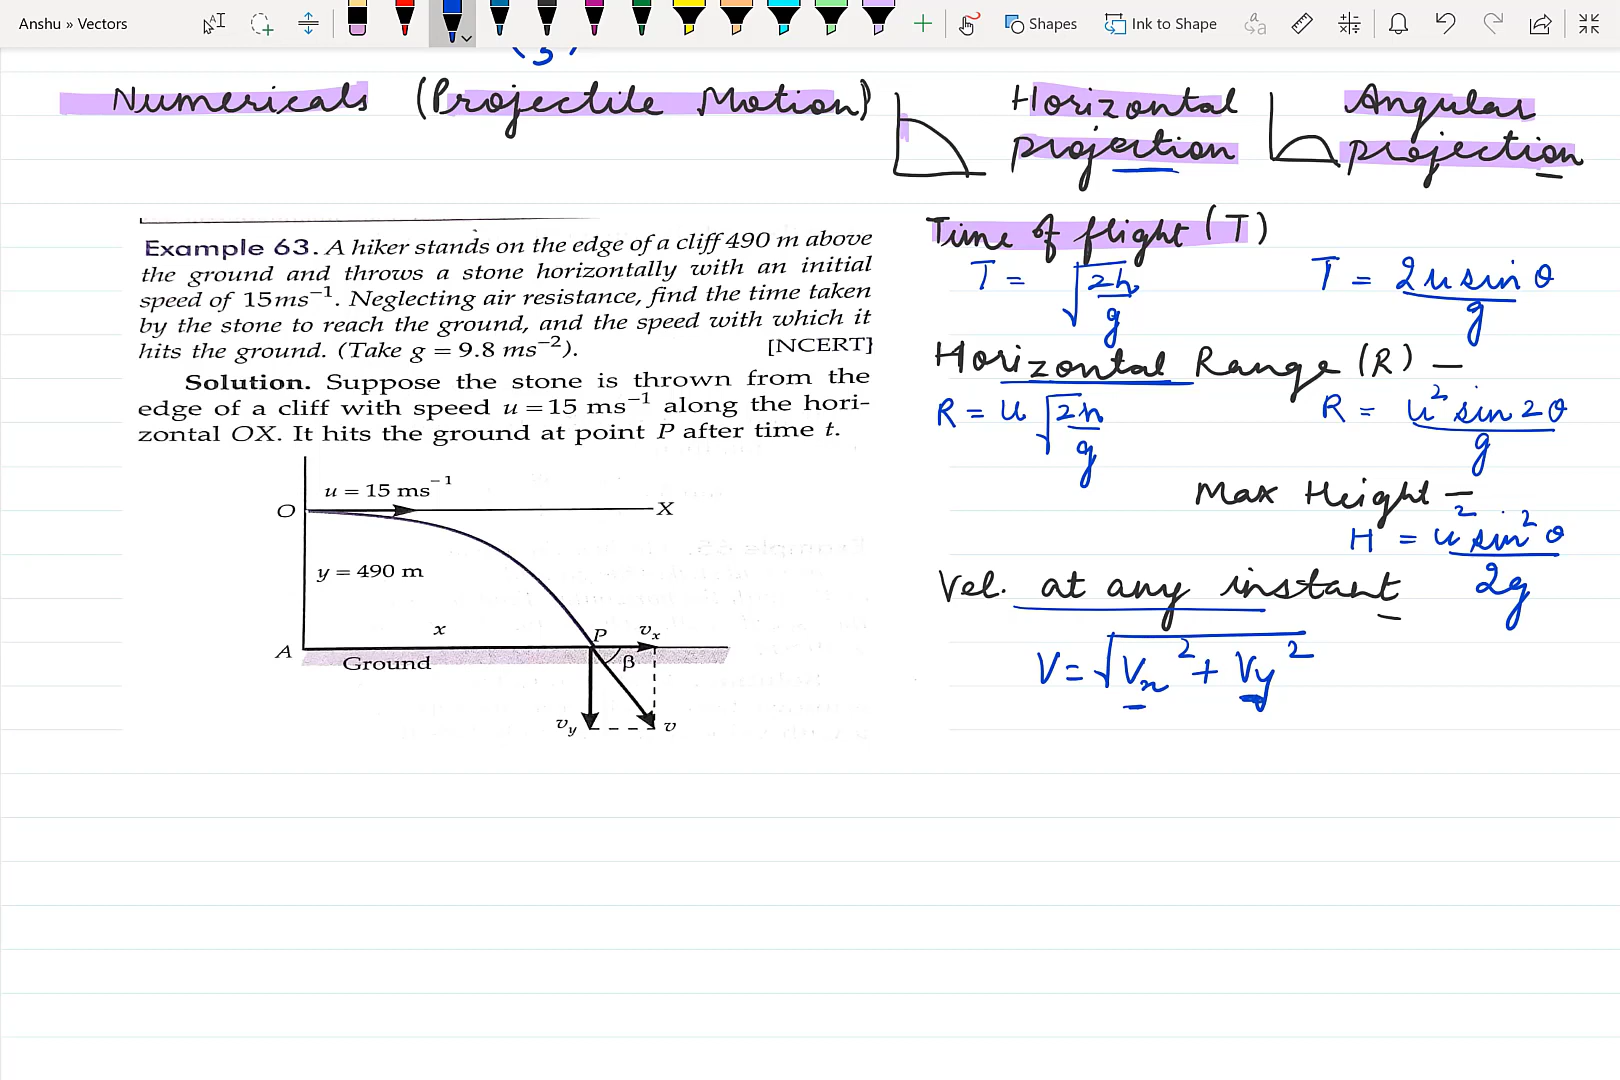 Anshu » Vectors
Shapes
Ink to Shape
Numericals (Projectile Motion)
Horizontal projection
Angular projection
Example 63. A hiker stands on the edge of a cliff 490 m above
the ground and throws a stone horizontally with an initial
speed of 15 ms⁻¹. Neglecting air resistance, find the time taken
by the stone to reach the ground, and the speed with which it
hits the ground. (Take g = 9.8 ms⁻²). [NCERT]
Solution. Suppose the stone is thrown from the
edge of a cliff with speed u = 15 ms⁻¹ along the hori-
zontal OX. It hits the ground at point P after time t.
u = 15 ms⁻¹
O
X
y = 490 m
x
P
vₓ
A
Ground
β
v_y
v
Time of flight (T)
T = √(2h/g)
T = 2u sin θ / g
Horizontal Range (R) –
R = u √(2h/g)
R = u² sin 2θ / g
Max Height –
H = u² sin² θ / 2g
Vel. at any instant –
V = √(Vx² + Vy²)